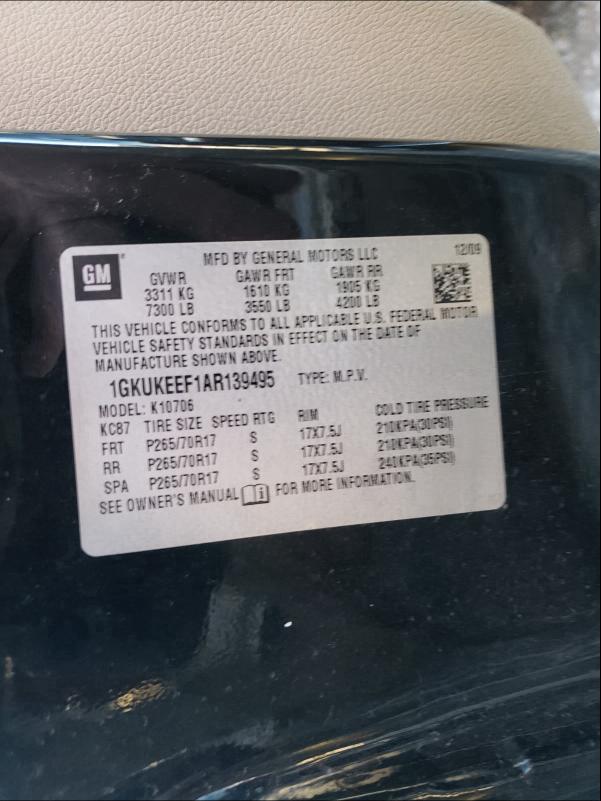 GM
MFD BY GENERAL MOTORS LLC 12/09
GVWR GAWR FRT GAWR RR
3311 KG 1610 KG 1905 KG
7300 LB 3550 LB 4200 LB
THIS VEHICLE CONFORMS TO ALL APPLICABLE U.S. FEDERAL MOTOR
VEHICLE SAFETY STANDARDS IN EFFECT ON THE DATE OF
MANUFACTURE SHOWN ABOVE.
1GKUKEEF1AR139495 TYPE: M.P.V.
MODEL: K10706
KC87 TIRE SIZE SPEED RTG RIM COLD TIRE PRESSURE
FRT P265/70R17 S 17X7.5J 210KPA(30PSI)
RR P265/70R17 S 17X7.5J 210KPA(30PSI)
SPA P265/70R17 S 17X7.5J 240KPA(35PSI)
SEE OWNER'S MANUAL i FOR MORE INFORMATION.